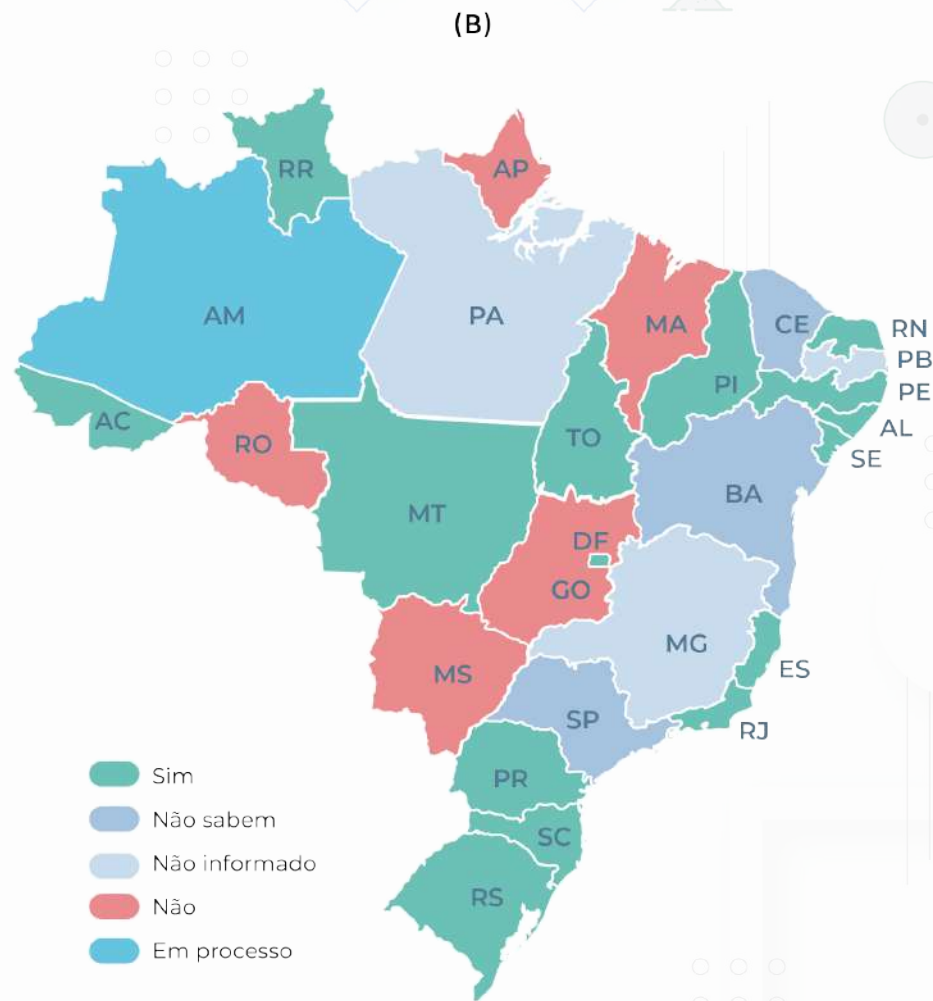 (B)
RR
AP
AM
PA
MA
CE
RN
PB
PE
AL
SE
PI
AC
RO
TO
MT
BA
DF
GO
MG
MS
ES
SP
RJ
PR
SC
RS
Sim
Não sabem
Não informado
Não
Em processo